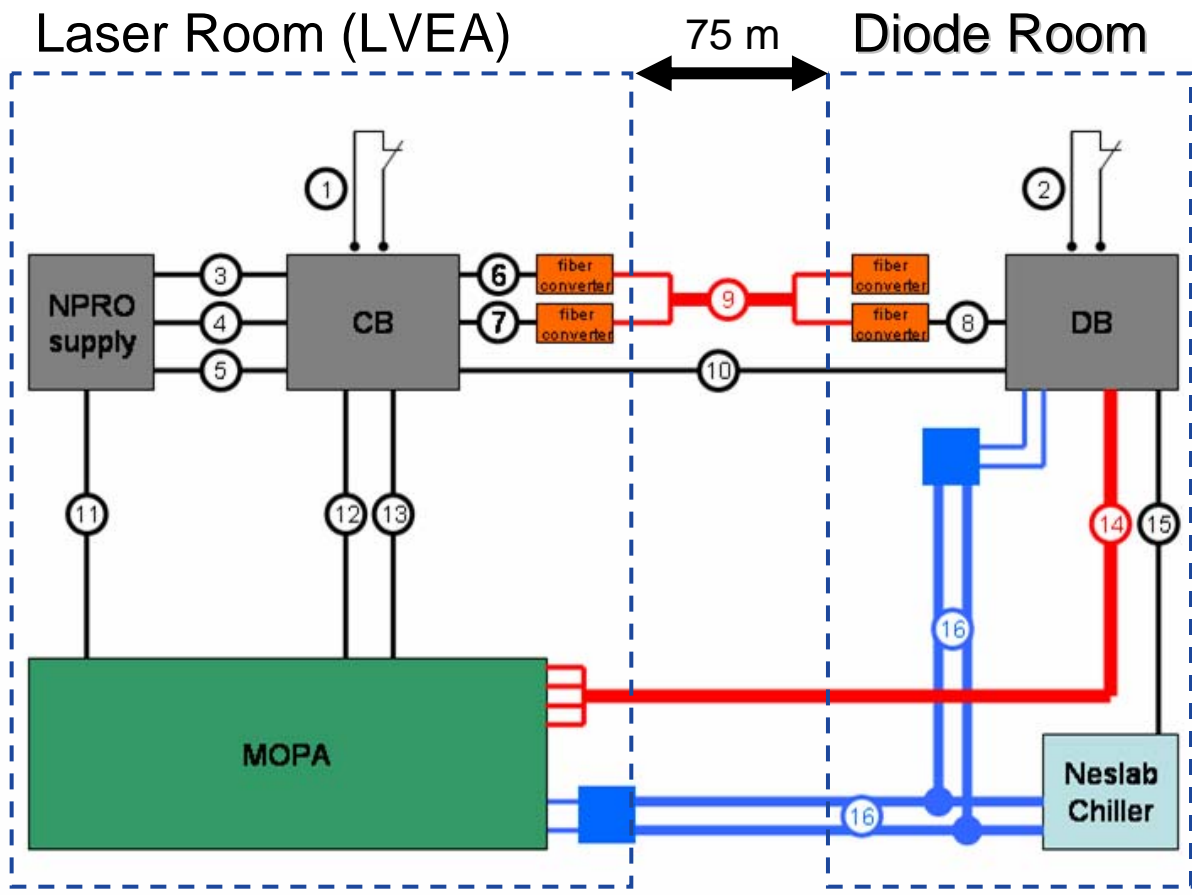 Laser Room (LVEA)
75 m
Diode Room
1
2
3
6
fiber
converter
fiber
converter
NPRO
supply
4
CB
7
fiber
converter
9
fiber
converter
8
DB
5
10
11
12
13
14
15
16
MOPA
16
Neslab
Chiller